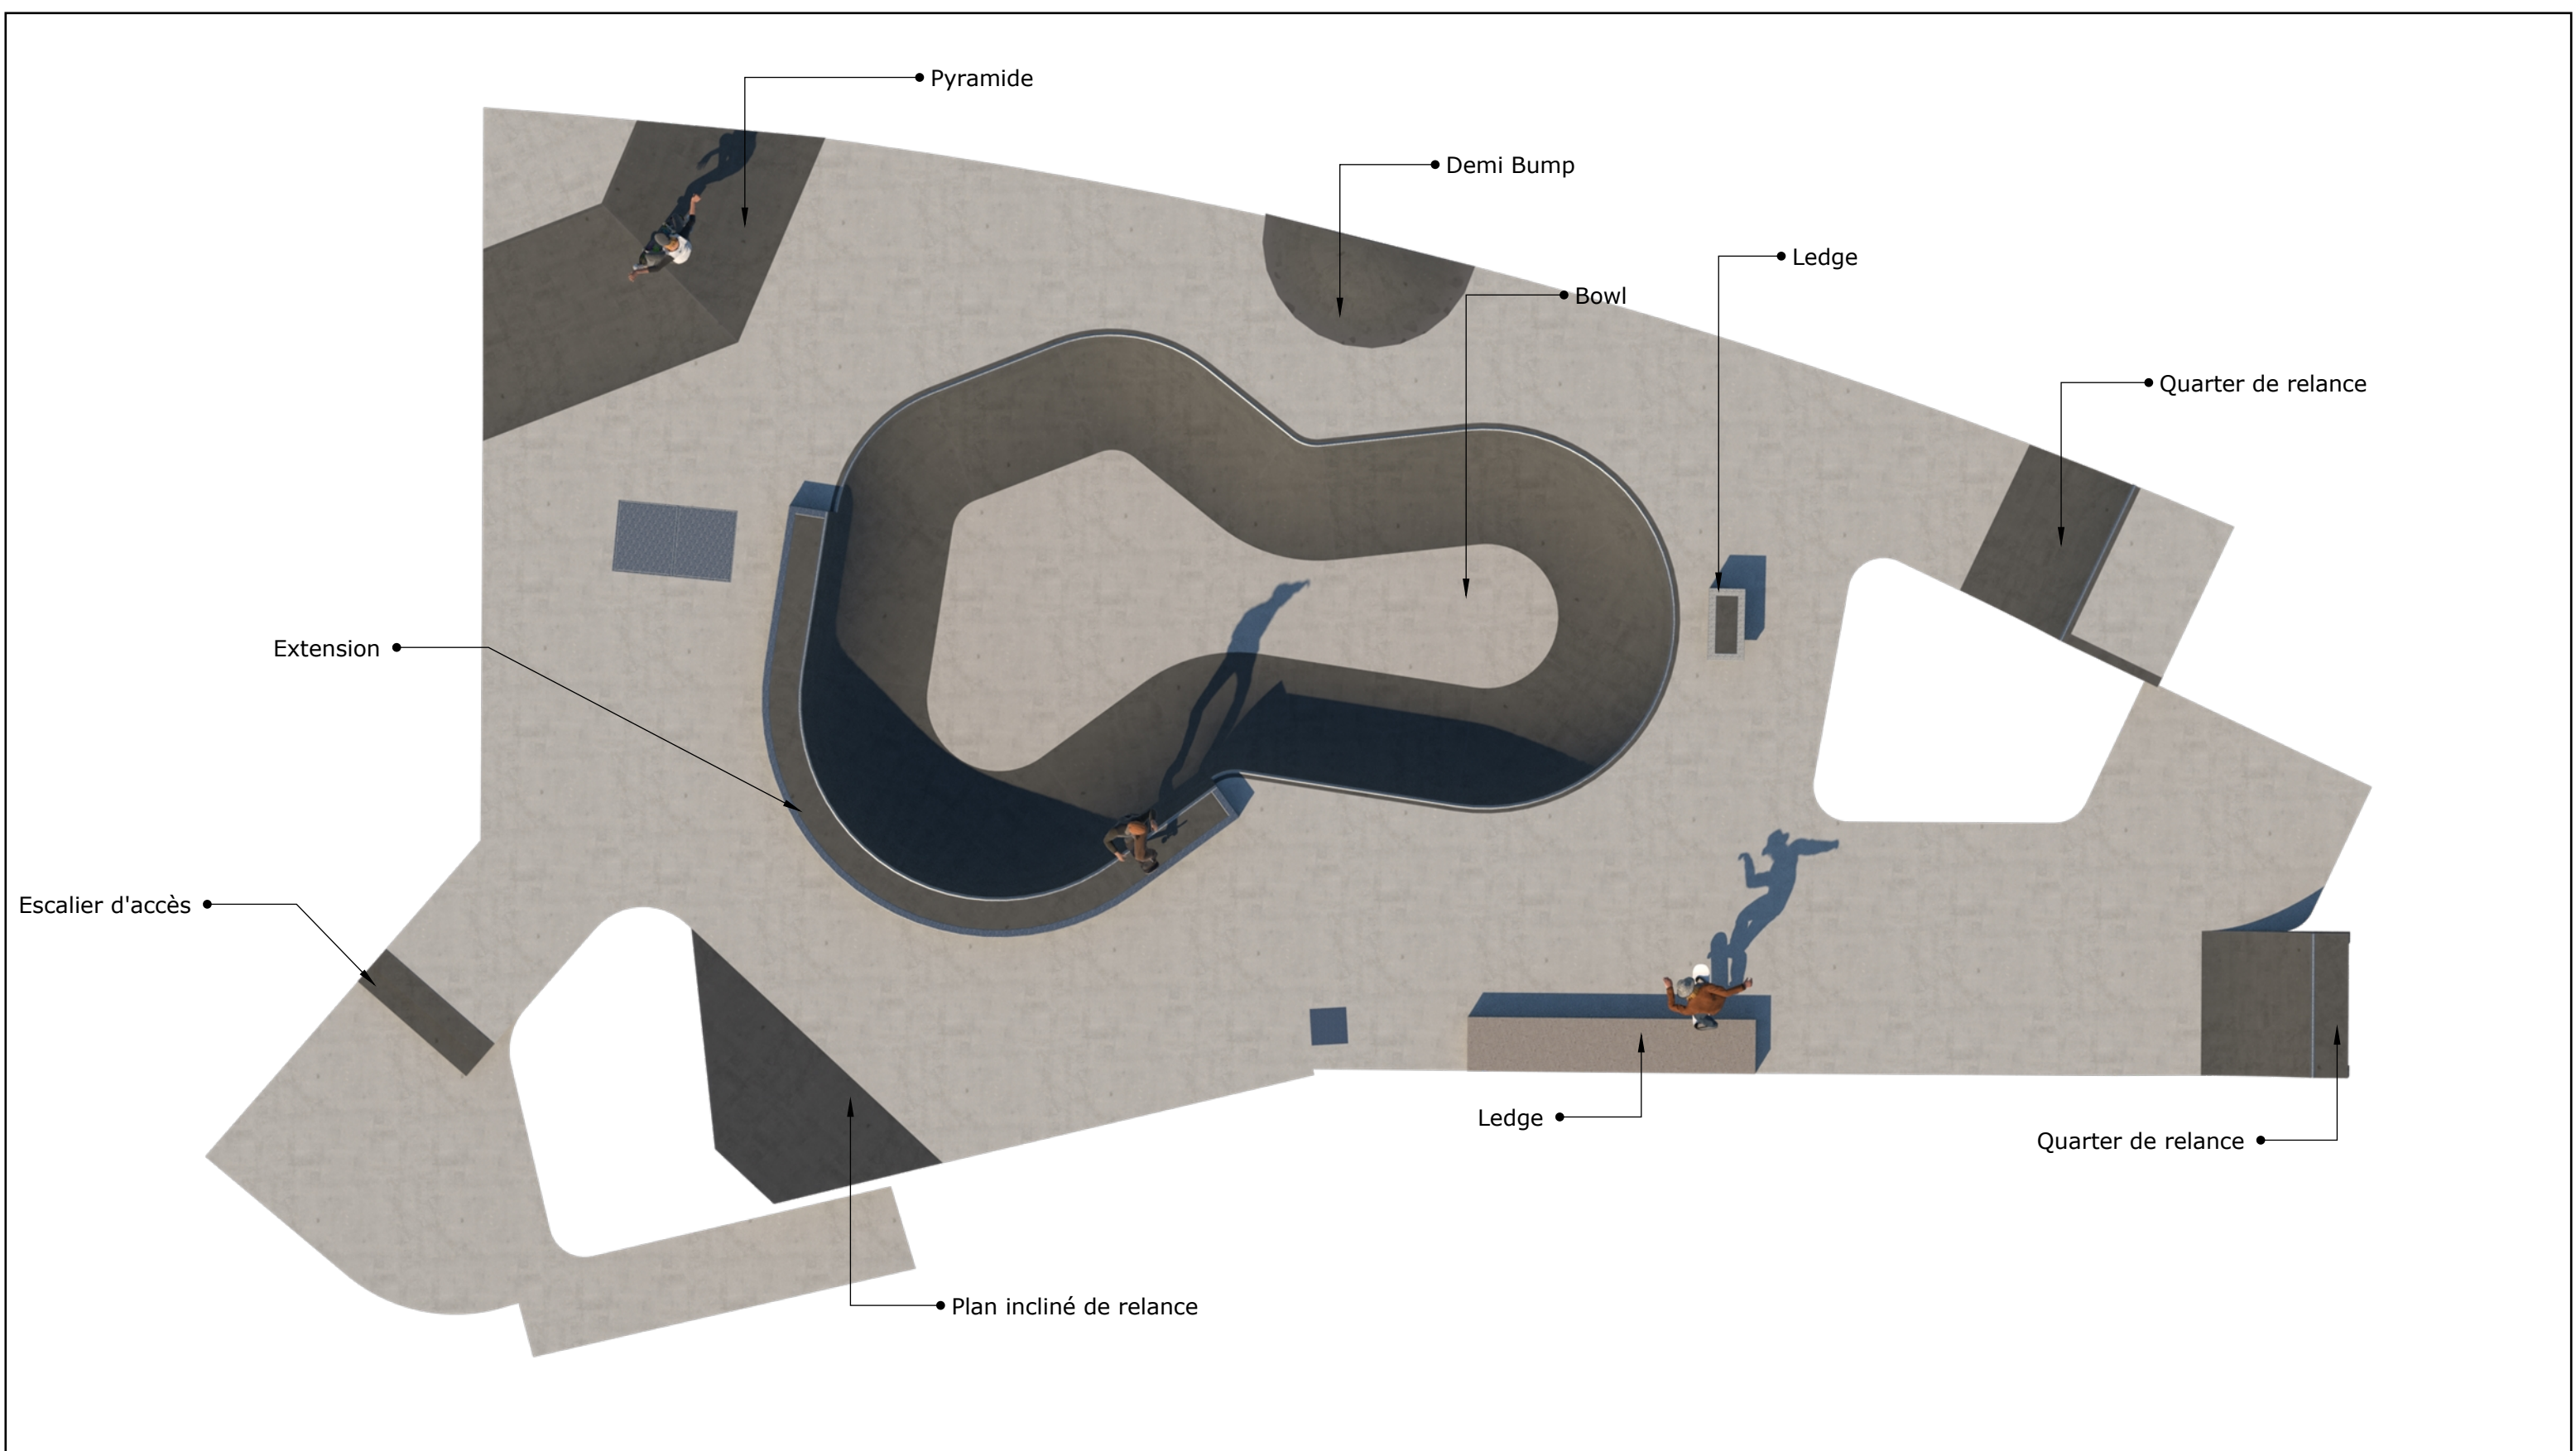 Pyramide
Demi Bump
Ledge
Bowl
Quarter de relance
Extension
Escalier d'accès
Ledge
Quarter de relance
Plan incliné de relance